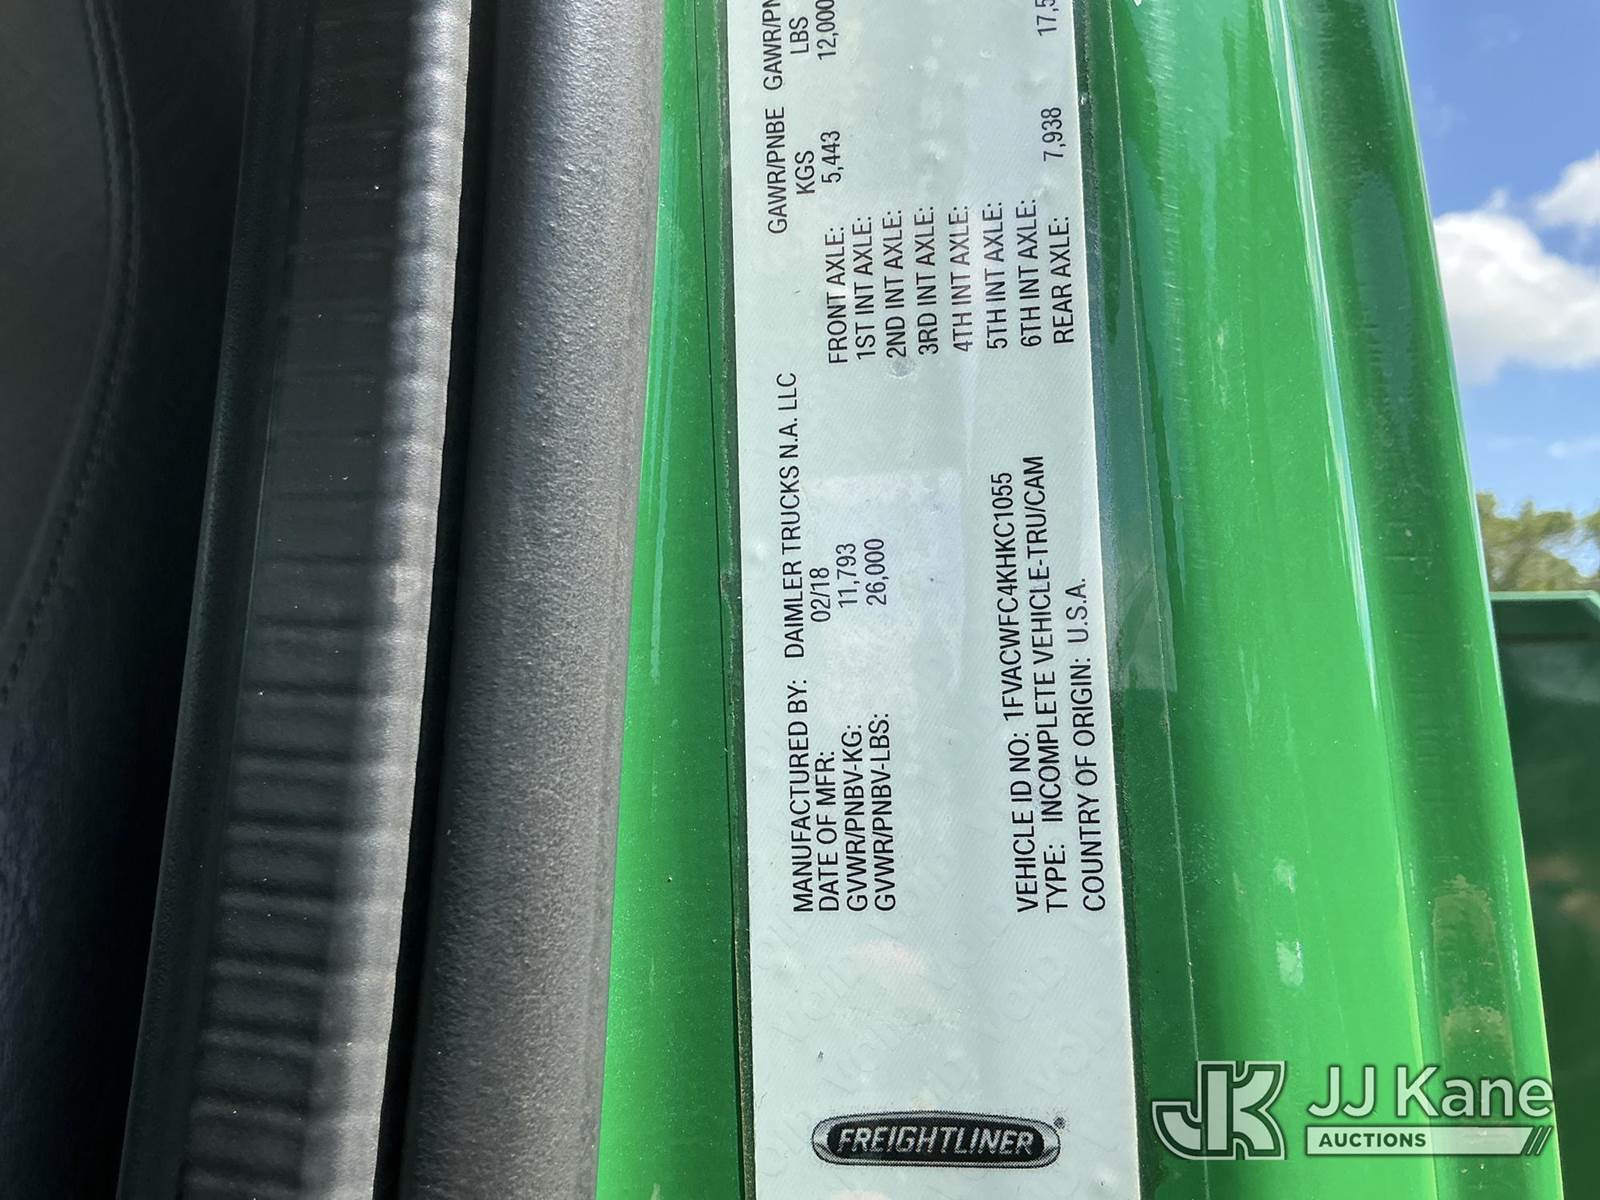 FREIGHTLINER®
MANUFACTURED BY: DAIMLER TRUCKS N.A. LLC
DATE OF MFR: 02/18
GVWR/PNBV-KG: 11,793
GVWR/PNBV-LBS: 26,000
GAWR/PNBE
KGS LBS
FRONT AXLE: 5,443 12,000
1ST INT AXLE:
2ND INT AXLE:
3RD INT AXLE:
4TH INT AXLE:
5TH INT AXLE:
6TH INT AXLE:
REAR AXLE: 7,938
VEHICLE ID NO: 1FVACWFC4KHKC1055
TYPE: INCOMPLETE VEHICLE-TRU/CAM
COUNTRY OF ORIGIN: U.S.A.
JK JJ Kane
AUCTIONS